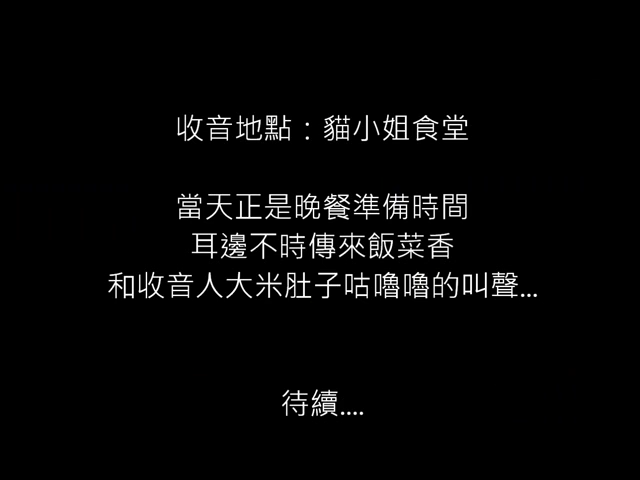 收音地點：貓小姐食堂
當天正是晚餐準備時間
耳邊不時傳來飯菜香
和收音人大米肚子咕嚕嚕的叫聲...
待續....